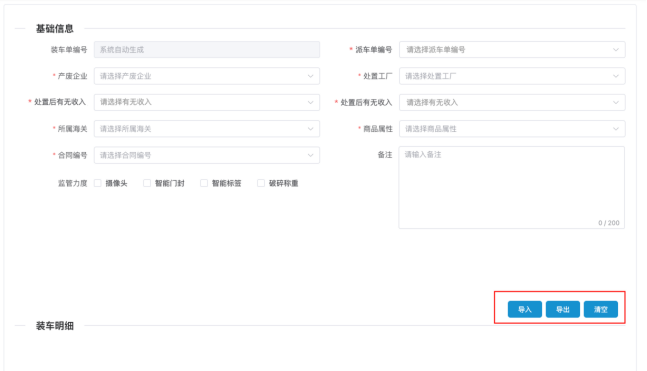 基础信息
装车单编号 系统自动生成 * 派车单编号 请选择派车单编号
* 产废企业 请选择产废企业 * 处置工厂 请选择处置工厂
* 处置后有无收入 请选择有无收入 * 处置后有无收入 请选择有无收入
* 所属海关 请选择所属海关 * 商品属性 请选择商品属性
* 合同编号 请选择合同编号 备注 请输入备注
监管力度 摄像头 智能门封 智能标签 破碎称重
0 / 200
导入 导出 清空
装车明细